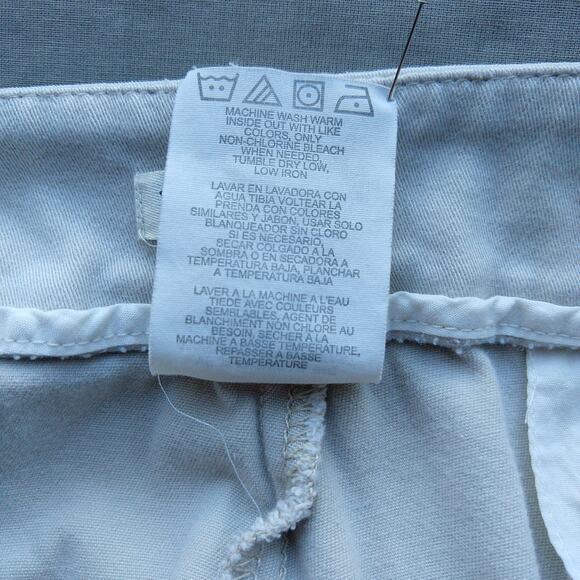 MACHINE WASH WARM
INSIDE OUT WITH LIKE
COLORS, ONLY
NON-CHLORINE BLEACH
WHEN NEEDED,
TUMBLE DRY LOW,
LOW IRON
LAVAR EN LAVADORA CON
AGUA TIBIA VOLTEAR LA
PRENDA CON COLORES
SIMILARES Y JABON, USAR SOLO
BLANQUEADOR SIN CLORO
SI ES NECESARIO,
SECAR COLGADO A LA
SOMBRA O EN SECADORA A
TEMPERATURA BAJA, PLANCHAR
A TEMPERATURA BAJA
LAVER A LA MACHINE A L'EAU
TIEDE AVEC COULEURS
SEMBLABLES, AGENT DE
BLANCHIMENT NON CHLORE AU
BESOIN, SECHER A LA
MACHINE A BASSE TEMPERATURE,
REPASSER A BASSE
TEMPERATURE